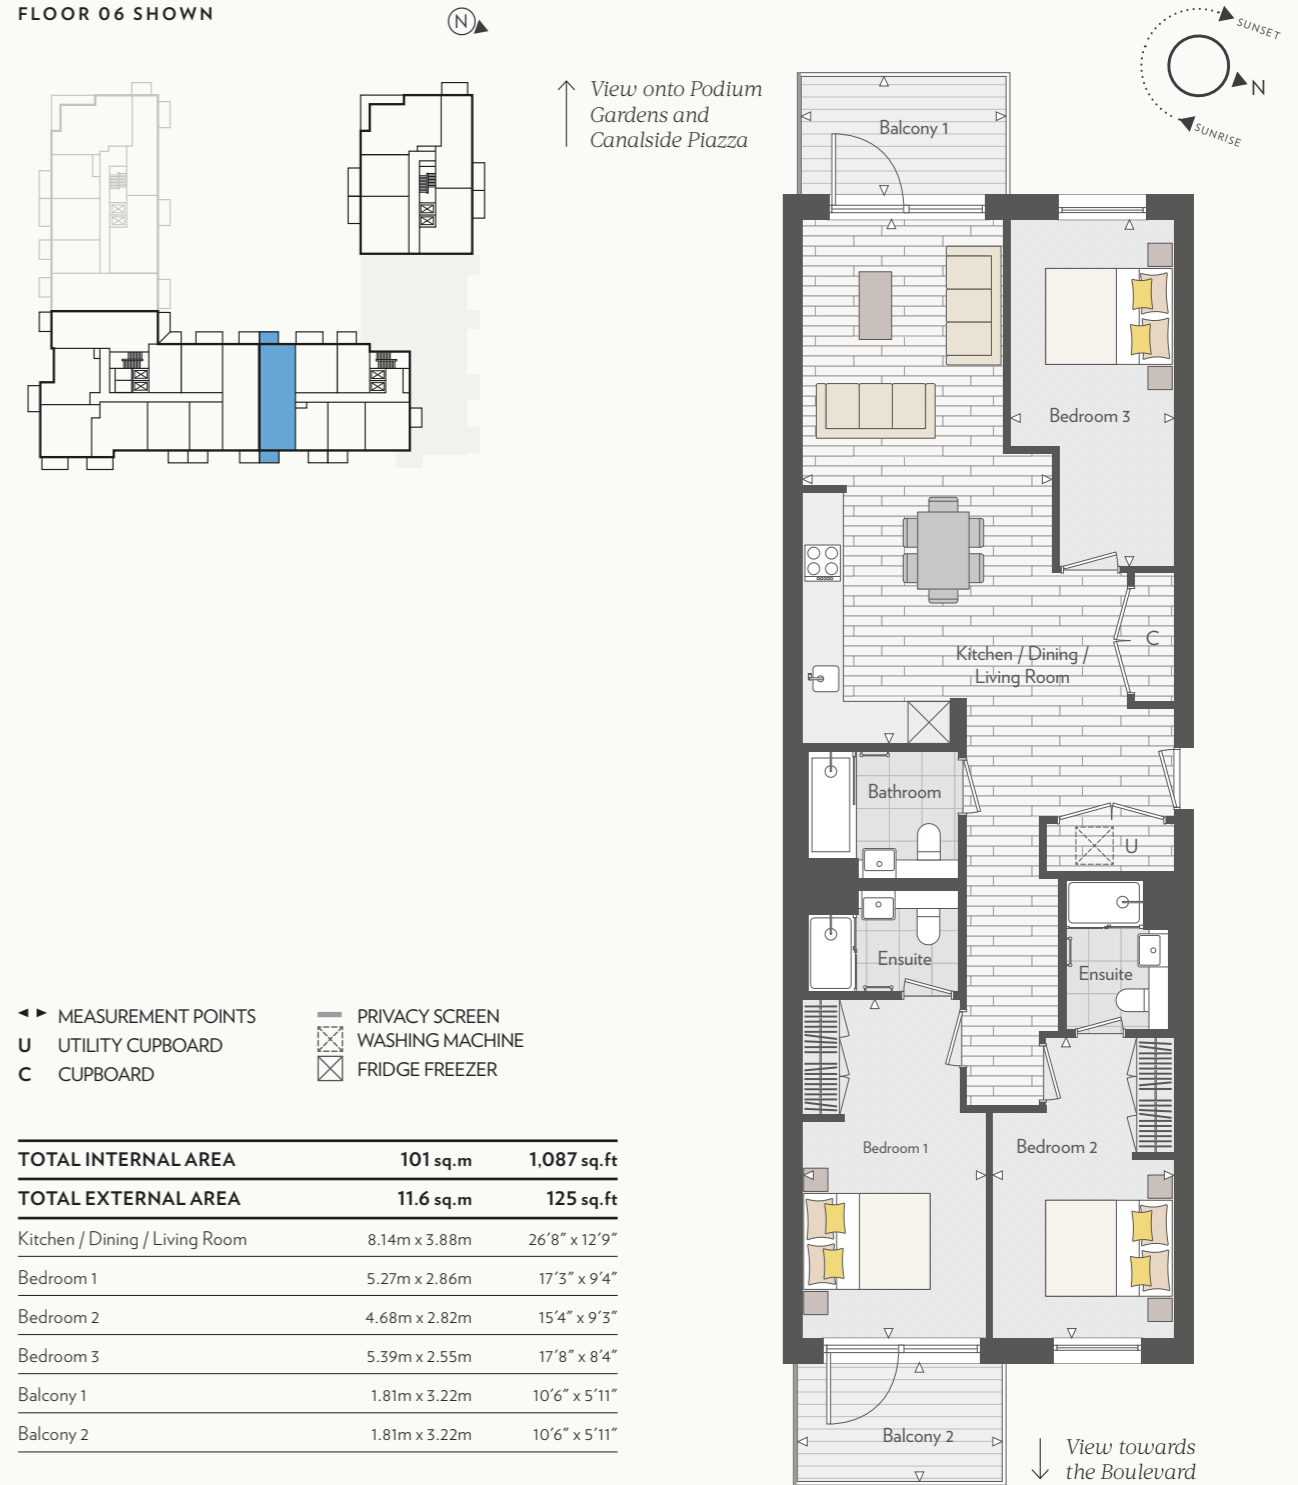 FLOOR 06 SHOWN
N
View onto Podium
Gardens and
Canalside Piazza
SUNSET
N
SUNRISE
Balcony 1
Bedroom 3
C
Kitchen / Dining /
Living Room
Bathroom
U
Ensuite
Ensuite
Bedroom 1
Bedroom 2
Balcony 2
View towards
the Boulevard
MEASUREMENT POINTS
U UTILITY CUPBOARD
C CUPBOARD
PRIVACY SCREEN
WASHING MACHINE
FRIDGE FREEZER
TOTAL INTERNAL AREA 101 sq.m 1,087 sq.ft
TOTAL EXTERNAL AREA 11.6 sq.m 125 sq.ft
Kitchen / Dining / Living Room 8.14m x 3.88m 26′8″ x 12′9″
Bedroom 1 5.27m x 2.86m 17′3″ x 9′4″
Bedroom 2 4.68m x 2.82m 15′4″ x 9′3″
Bedroom 3 5.39m x 2.55m 17′8″ x 8′4″
Balcony 1 1.81m x 3.22m 10′6″ x 5′11″
Balcony 2 1.81m x 3.22m 10′6″ x 5′11″